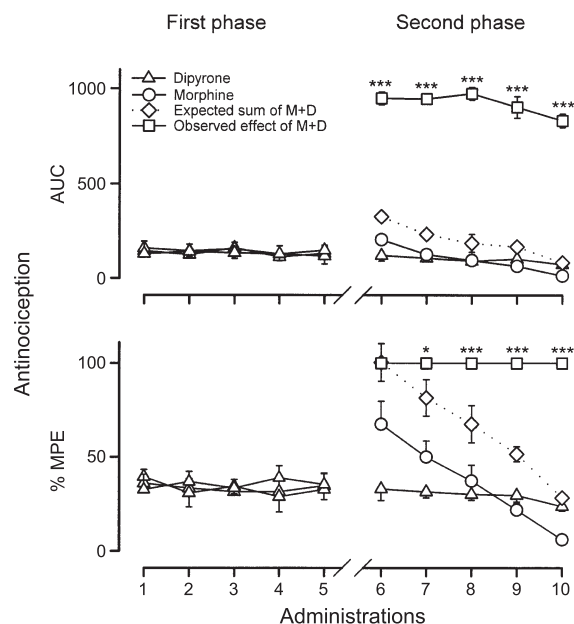 First phase
Second phase
Dipyrone
Morphine
Expected sum of M+D
Observed effect of M+D
1000
500
0
AUC
*** *** *** *** ***
Antinociception
100
50
0
% MPE
* *** *** ***
1 2 3 4 5 6 7 8 9 10
Administrations